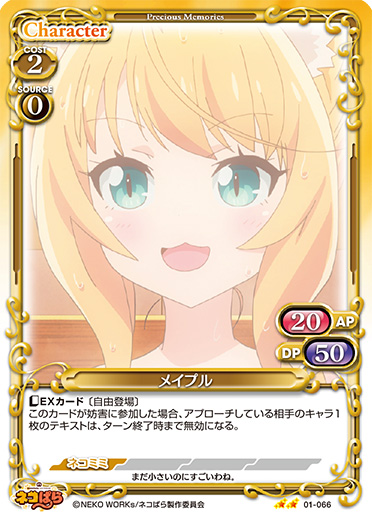 Precious Memories
Character
COST
2
SOURCE
0
20 AP
DP 50
メイプル
EXカード [自由登場]
このカードが妨害に参加した場合、アプローチしている相手のキャラ1
枚のテキストは、ターン終了時まで無効になる。
ネコミミ
まだ小さいのにすごいわね。
ネコぱら
©NEKO WORKs/ネコぱら製作委員会
01-066